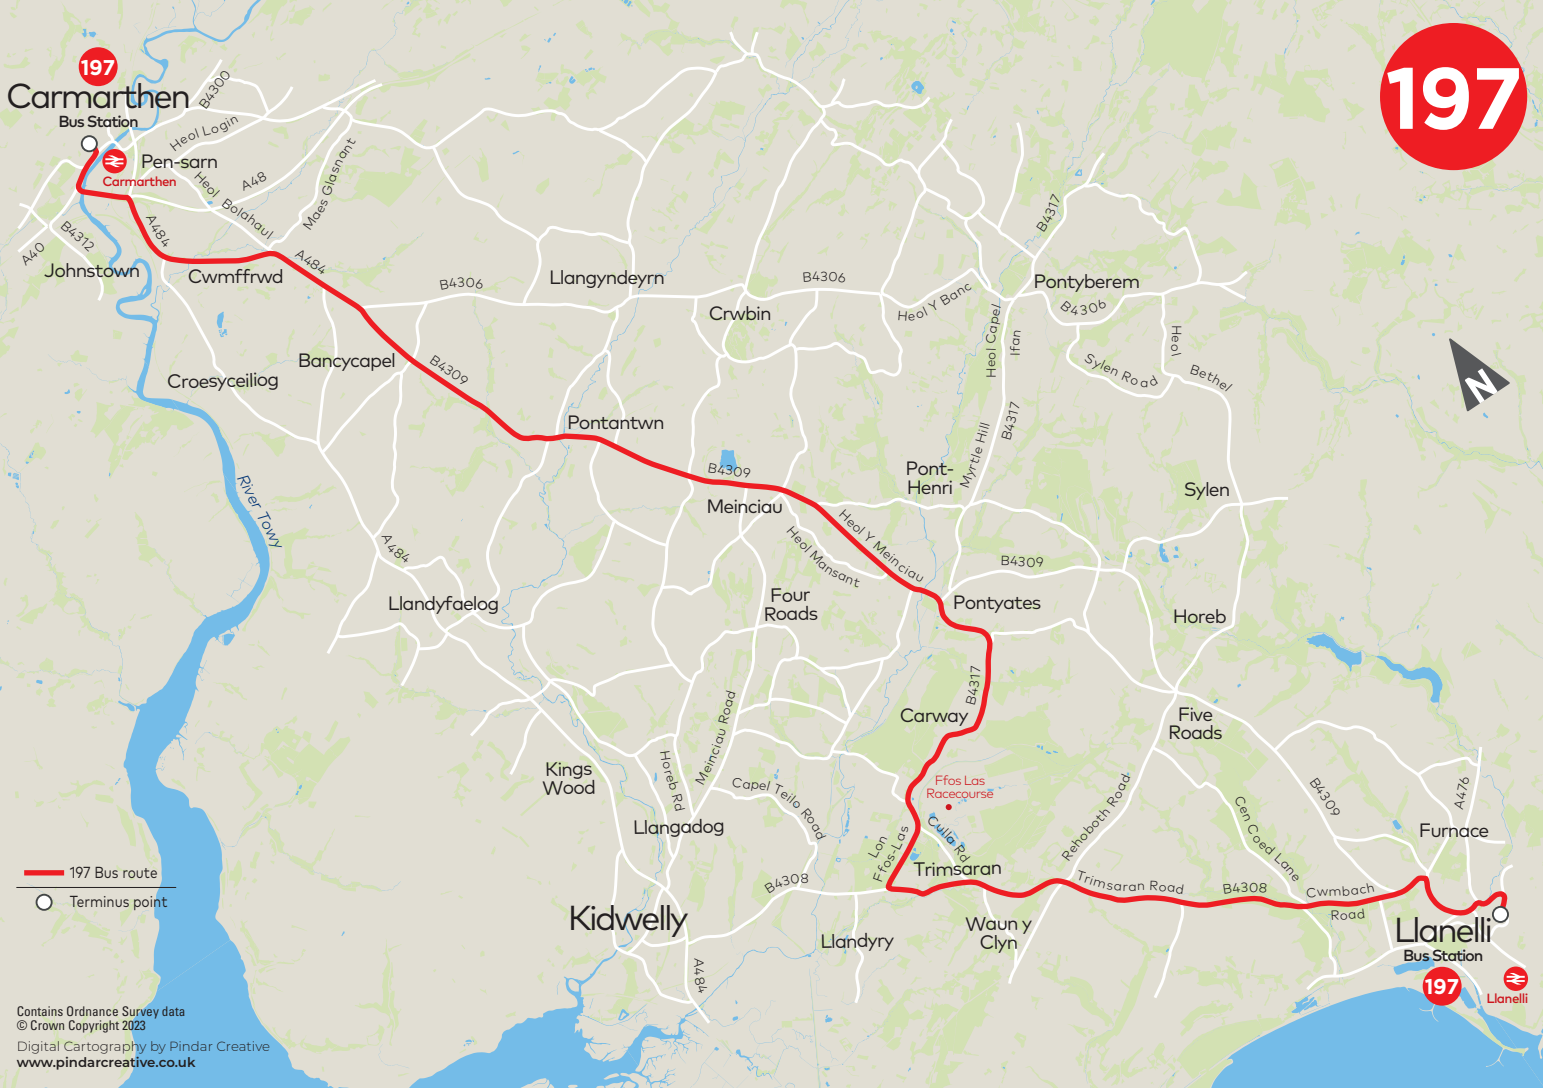 197
197
Carmarthen
Bus Station
B4300
Heol Login
Pen-sarn
Carmarthen
Heol
Bolahaul
A48
Maes Glasnant
A484
A484
B4312
A40
Johnstown
Cwmffrwd
B4306
Llangyndeyrn
B4306
Crwbin
Heol Y Banc
B4317
Pontyberem
B4306
Heol Capel
Ifan
Heol
Bethel
Sylen Road
N
Bancycapel
B4309
Croesyceiliog
Pontantwn
B4317
Myrtle Hill
Pont-
Henri
B4309
Meinciau
Sylen
River Towy
A484
Heol Y Meinciau
Heol Mansant
B4309
Llandyfaelog
Four
Roads
Pontyates
Horeb
B4317
Carway
Five
Roads
Meinciau Road
Horeb Rd
Kings
Wood
Capel Teilo Road
Ffos Las
Racecourse
Rehoboth Road
Cen Coed Lane
B4309
A476
Furnace
Llangadog
Culla Rd
Lon
Ffos-Las
Trimsaran
B4308
Trimsaran Road
B4308
Cwmbach
Road
197 Bus route
Terminus point
Kidwelly
Llandyry
Waun y
Clyn
Llanelli
Bus Station
197
Llanelli
A484
Contains Ordnance Survey data
© Crown Copyright 2023
Digital Cartography by Pindar Creative
www.pindarcreative.co.uk